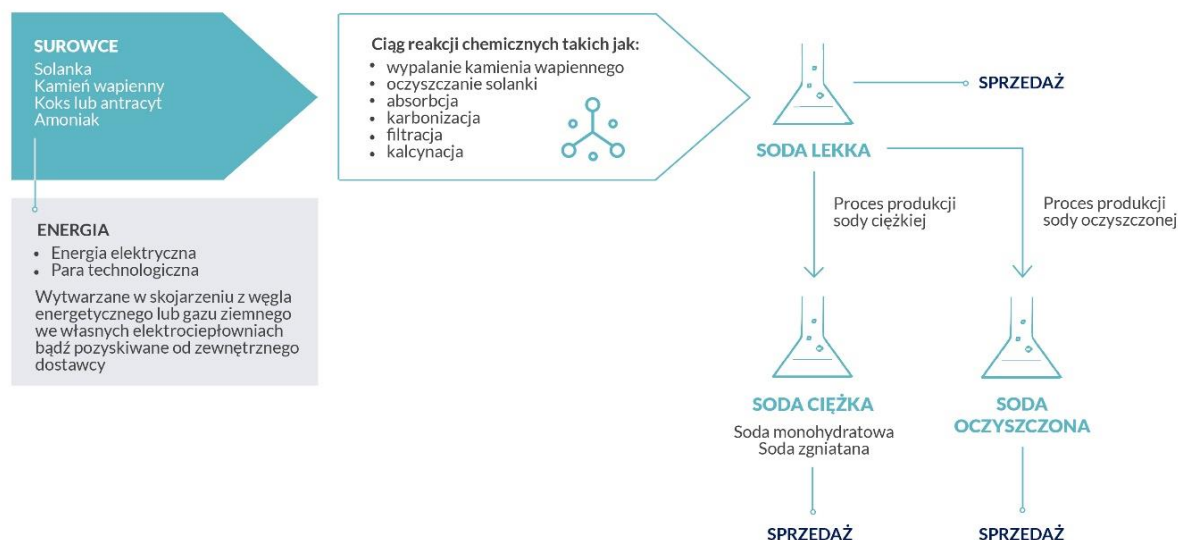 SUROWCE
Solanka
Kamień wapienny
Koks lub antracyt
Amoniak
ENERGIA
• Energia elektryczna
• Para technologiczna
Wytwarzane w skojarzeniu z węgla
energetycznego lub gazu ziemnego
we własnych elektrociepłowniach
bądź pozyskiwane od zewnętrznego
dostawcy
Ciąg reakcji chemicznych takich jak:
• wypalanie kamienia wapiennego
• oczyszczanie solanki
• absorbcja
• karbonizacja
• filtracja
• kalcynacja
SPRZEDAŻ
SODA LEKKA
Proces produkcji
sody ciężkiej
Proces produkcji
sody oczyszczonej
SODA CIĘŻKA
Soda monohydratowa
Soda zgniatana
SPRZEDAŻ
SODA
OCZYSZCZONA
SPRZEDAŻ